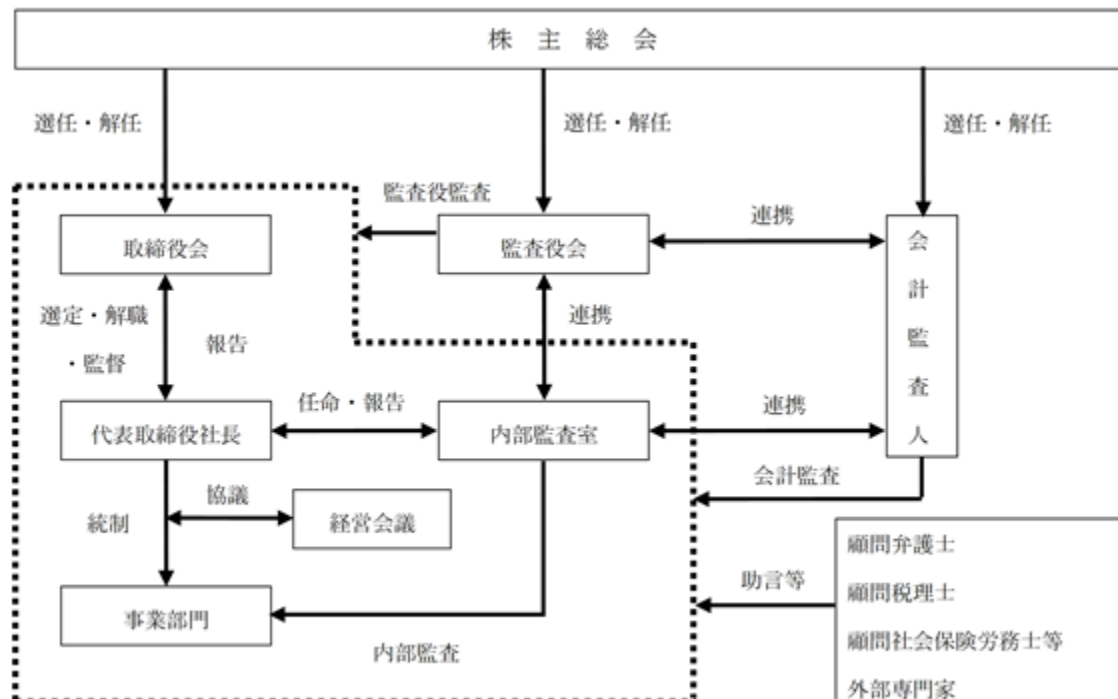 株主総会
選任・解任
選任・解任
選任・解任
監査役監査
取締役会
監査役会
連携
会計監査人
選定・解職
・監督
報告
連携
任命・報告
連携
代表取締役社長
内部監査室
会計監査
協議
統制
経営会議
助言等
顧問弁護士
顧問税理士
顧問社会保険労務士等
外部専門家
事業部門
内部監査